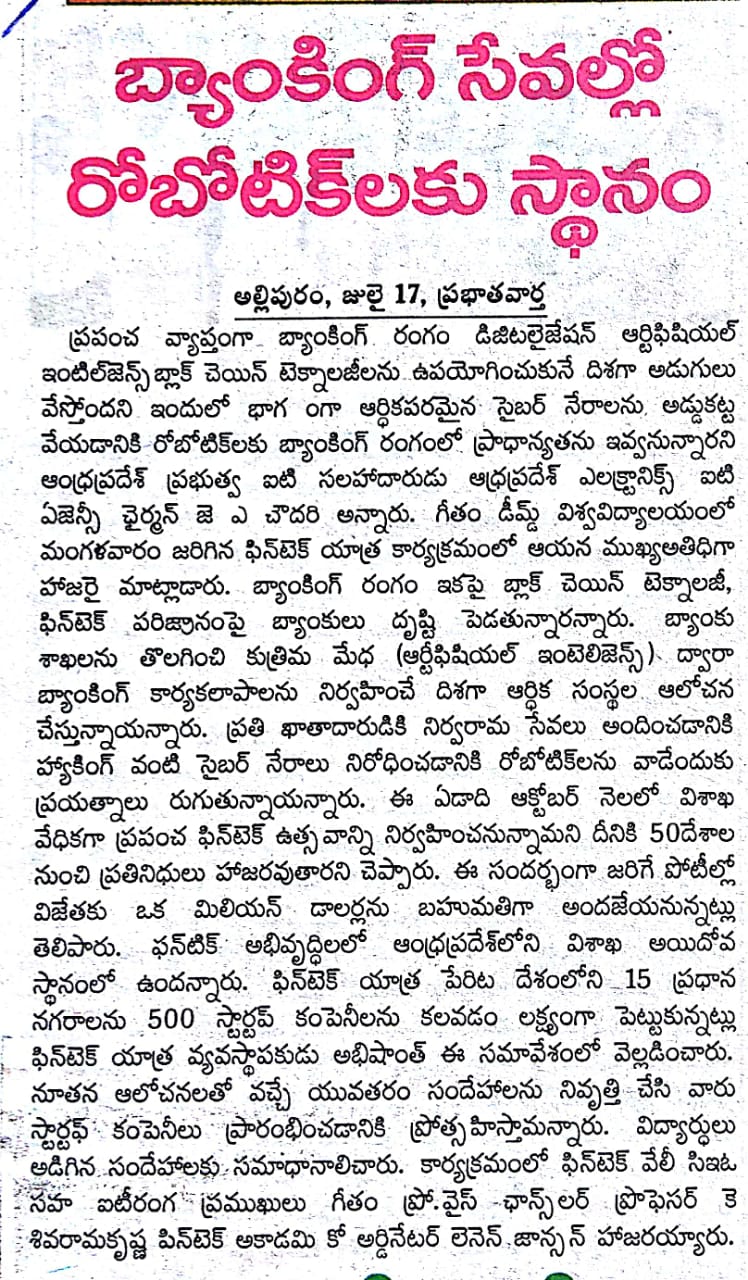 బ్యాంకింగ్ సేవల్లో
రోబోటిక్‌లకు స్థానం
అల్లిపురం, జులై 17, ప్రభాతవార్త
ప్రపంచ వ్యాప్తంగా బ్యాంకింగ్ రంగం డిజిటలైజేషన్ ఆర్టిఫిషియల్
ఇంటిల్‌జెన్స్ బ్లాక్ చెయిన్ టెక్నాలజీలను ఉపయోగించుకునే దిశగా అడుగులు
వేస్తోందని ఇందులో భాగ ంగా ఆర్ధికపరమైన సైబర్ నేరాలను అడ్డుకట్ట
వేయడానికి రోబోటిక్‌లకు బ్యాంకింగ్ రంగంలో ప్రాధాన్యతను ఇవ్వనున్నారని
ఆంధ్రప్రదేశ్ ప్రభుత్వ ఐటి సలహాదారుడు ఆధ్రప్రదేశ్ ఎలక్ట్రానిక్స్ ఐటి
ఏజెన్సీ ఛైర్మన్ జె ఎ చౌదరి అన్నారు. గీతం డీమ్డ్ విశ్వవిద్యాలయంలో
మంగళవారం జరిగిన ఫిన్‌టెక్ యాత్ర కార్యక్రమంలో ఆయన ముఖ్యఅతిధిగా
హాజరై మాట్లాడారు. బ్యాంకింగ్ రంగం ఇకపై బ్లాక్ చెయిన్ టెక్నాలజీ,
ఫిన్‌టెక్ పరిజ్ఞానంపై బ్యాంకులు దృష్టి పెడతున్నారన్నారు. బ్యాంకు
శాఖలను తొలగించి కుత్రిమ మేధ (ఆర్టీఫిషియల్ ఇంటెలిజెన్స్) ద్వారా
బ్యాంకింగ్ కార్యకలాపాలను నిర్వహించే దిశగా ఆర్ధిక సంస్థల ఆలోచన
చేస్తున్నాయన్నారు. ప్రతి ఖాతాదారుడికి నిర్వరామ సేవలు అందించడానికి
హ్యాకింగ్ వంటి సైబర్ నేరాలు నిరోధించడానికి రోబోటిక్‌లను వాడేందుకు
ప్రయత్నాలు రుగుతున్నాయన్నారు. ఈ ఏడాది ఆక్టోబర్ నెలలో విశాఖ
వేధికగా ప్రపంచ ఫిన్‌టెక్ ఉత్సవాన్ని నిర్వహించనున్నామని దీనికి 50దేశాల
నుంచి ప్రతినిధులు హాజరవుతారని చెప్పారు. ఈ సందర్భంగా జరిగే పోటీల్లో
విజేతకు ఒక మిలియన్ డాలర్లను బహుమతిగా అందజేయనున్నట్లు
తెలిపారు. ఫన్‌టిక్ అభివృద్ధిలలో ఆంధ్రప్రదేశ్‌లోని విశాఖ అయిదోవ
స్థానంలో ఉందన్నారు. ఫిన్‌టెక్ యాత్ర పేరిట దేశంలోని 15 ప్రధాన
నగరాలను 500 స్టార్టప్ కంపెనీలను కలవడం లక్ష్యంగా పెట్టుకున్నట్లు
ఫిన్‌టెక్ యాత్ర వ్యవస్థాపకుడు అభిషాంత్ ఈ సమావేశంలో వెల్లడించారు.
నూతన ఆలోచనలతో వచ్చే యువతరం సందేహాలను నివృత్తి చేసి వారు
స్టార్టఫ్ కంపెనీలు ప్రారంభించడానికి ప్రోత్సహిస్తామన్నారు. విద్యార్ధులు
అడిగిన సందేహాలకు సమాధానాలిచారు. కార్యక్రమంలో ఫిన్‌టెక్ వేలీ సిఇఓ
సహ ఐటీరంగ ప్రముఖులు గీతం ప్రో.వైస్ ఛాన్స్‌లర్ ప్రొఫెసర్ కె
శివరామకృష్ణ పిన్‌టెక్ అకాడమి కో ఆర్డినేటర్ లెనెన్ జాన్సన్ హాజరయ్యారు.